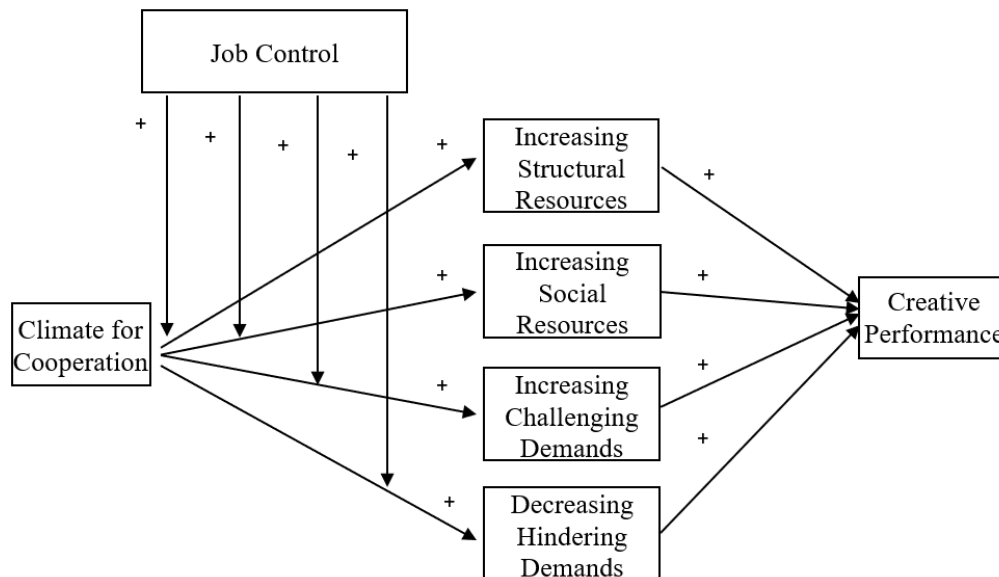 Job Control
+
+
+
+
+
Increasing
Structural
Resources
+
+
Increasing
Social
Resources
+
Climate for
Cooperation
Creative
Performance
+
Increasing
Challenging
Demands
+
+
+
Decreasing
Hindering
Demands